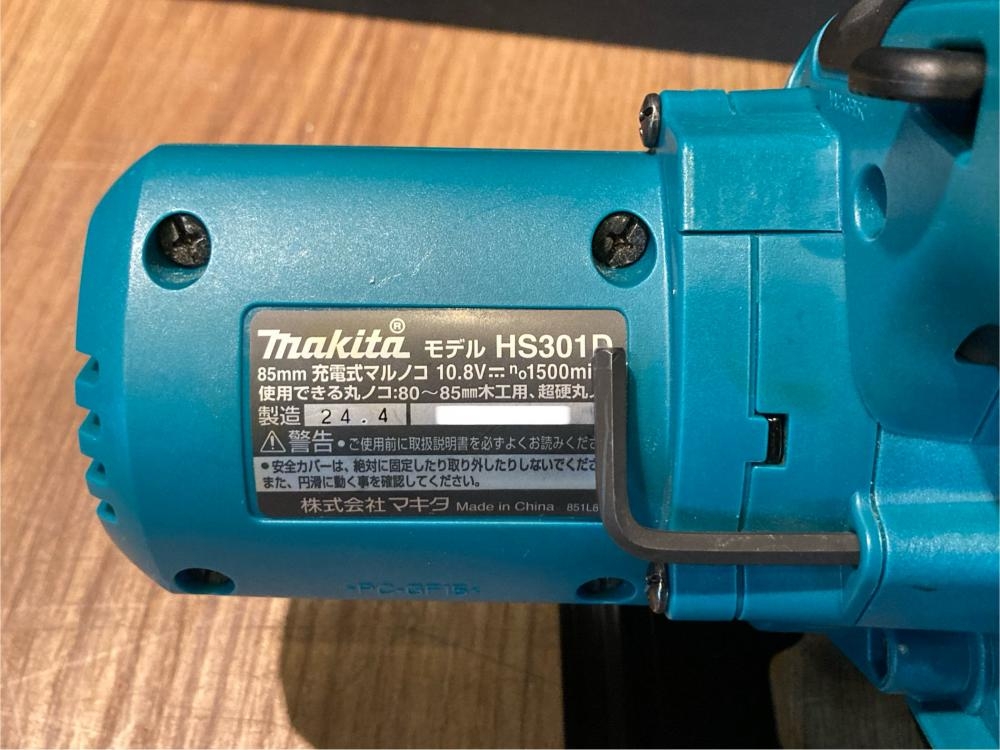 makita® モデル HS301D
85mm 充電式マルノコ 10.8V⎓ n₀1500mi
使用できる丸ノコ:80～85mm木工用、超硬丸ノ
製造 24.4
⚠警告 •ご使用前に取扱説明書を必ずよくお読みくだ
•安全カバーは、絶対に固定したり取り外したりしないでくだ
また、円滑に動く事を確認してください。
株式会社 マキタ Made in China 851L
>PC-GF15<